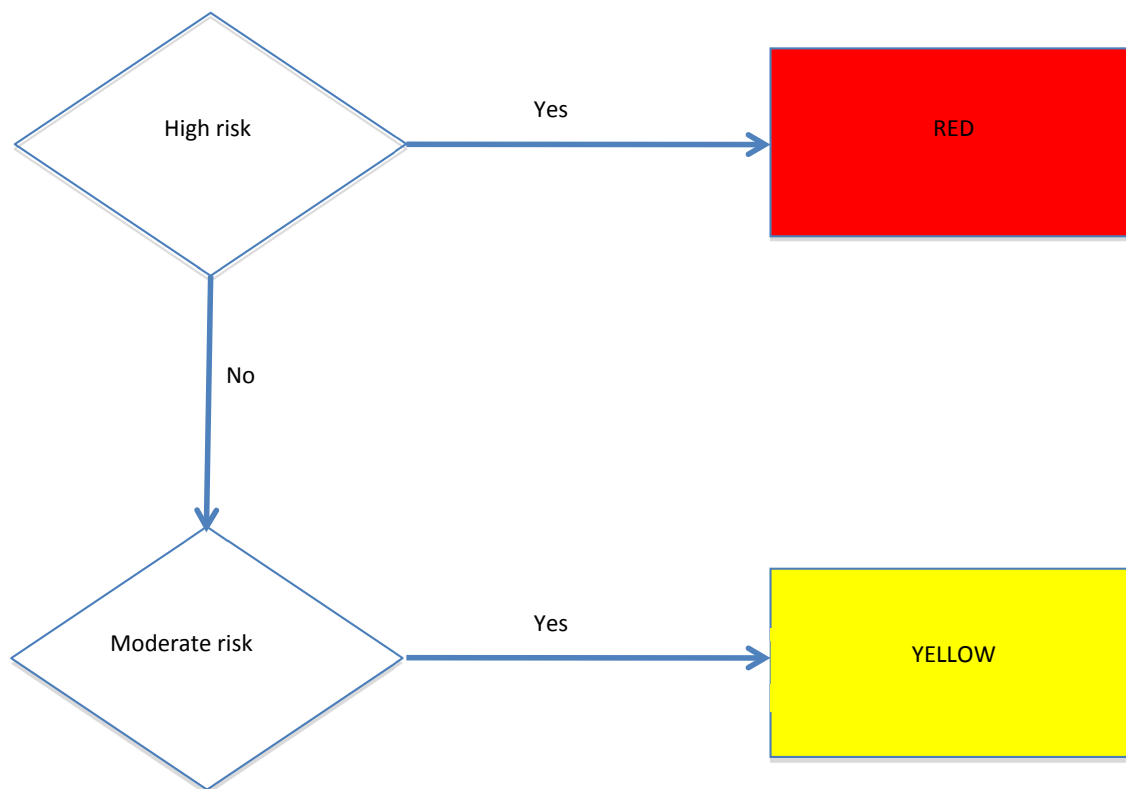 High risk
Yes
RED
No
Moderate risk
Yes
YELLOW